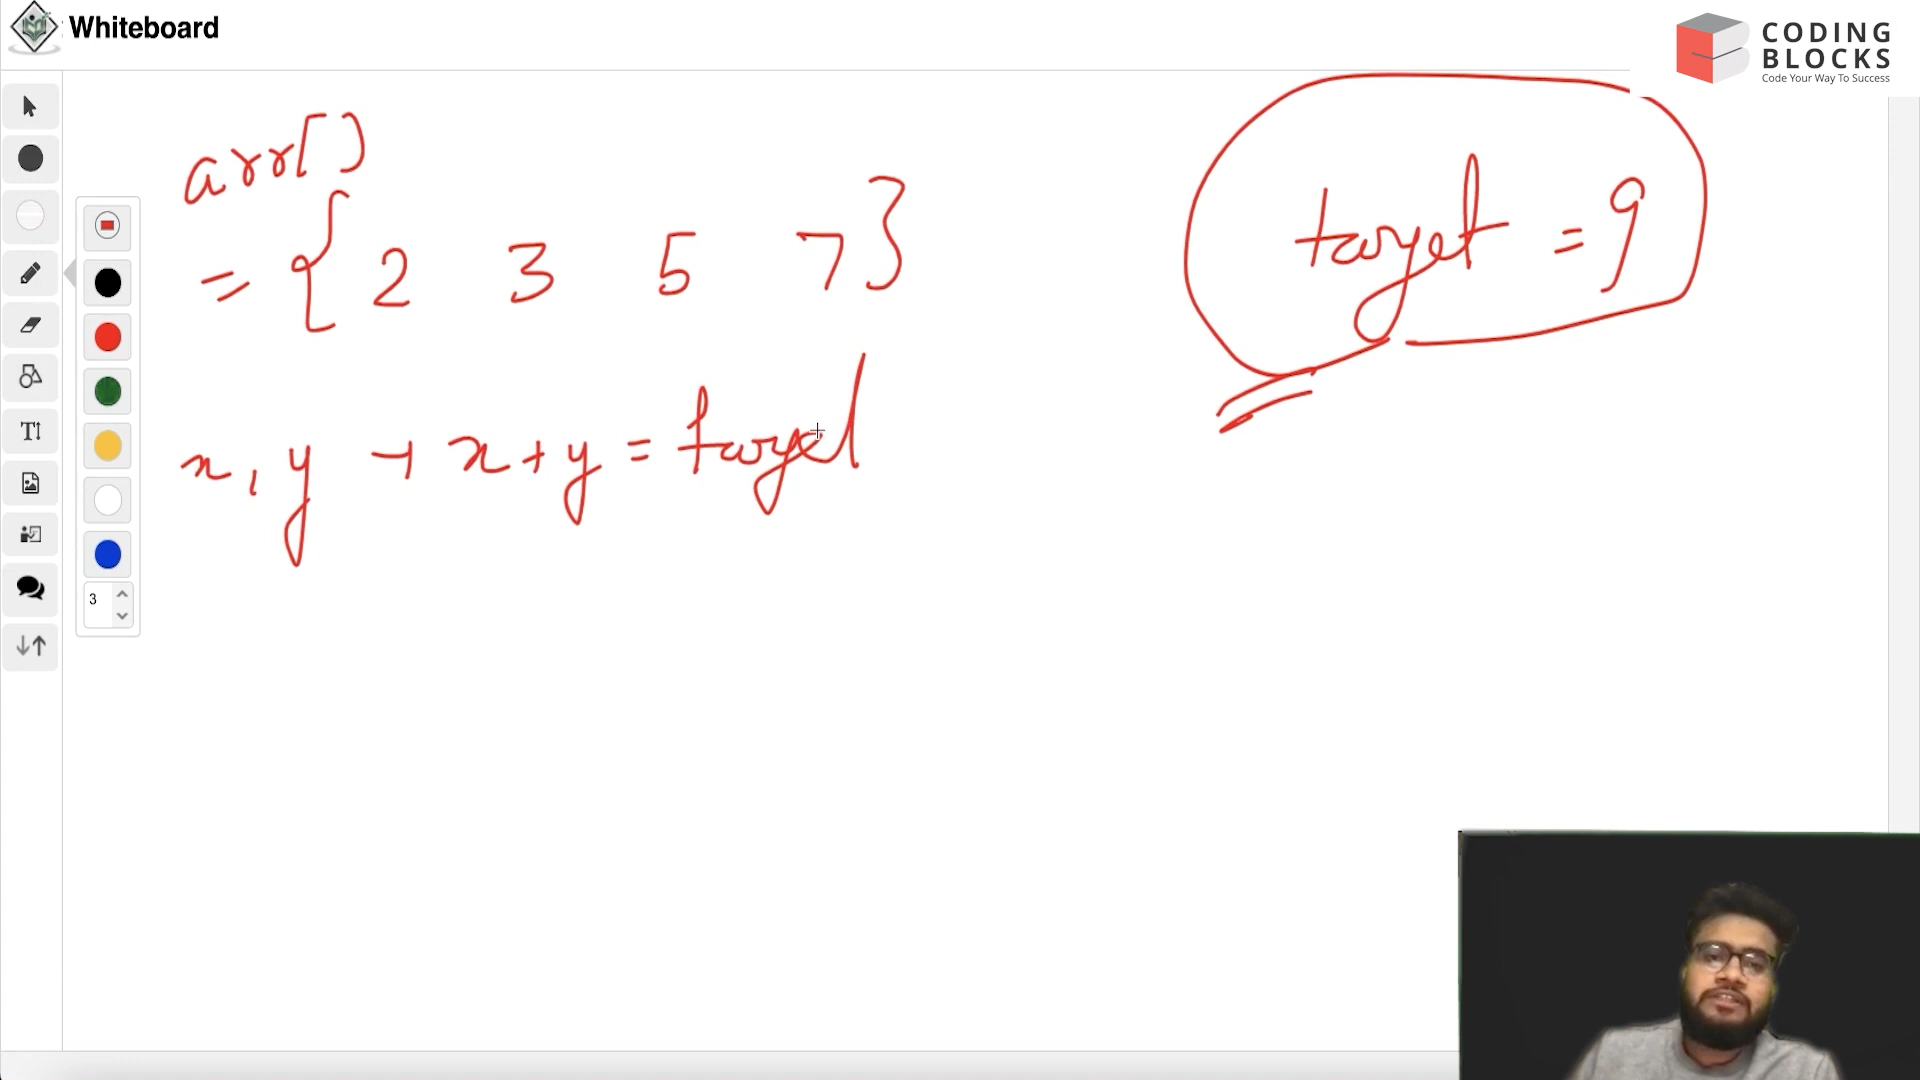 Whiteboard
CODING
BLOCKS
Code Your Way To Success
arr[]
= { 2 3 5 7 }
target = 9
x, y → x + y = target
T
3